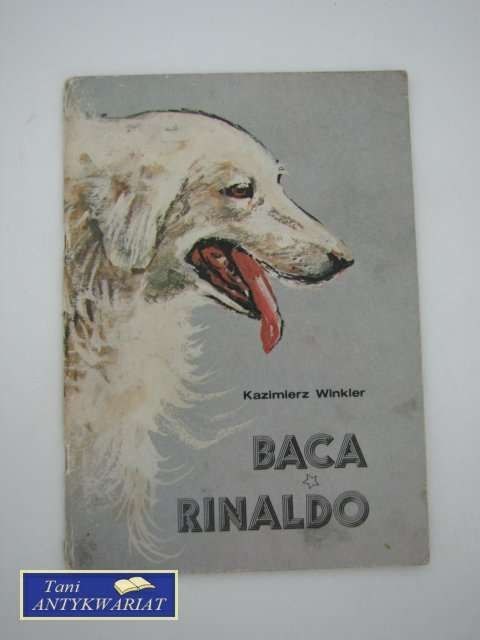 Kazimierz Winkler
BACA
RINALDO
Tani
ANTYKWARIAT